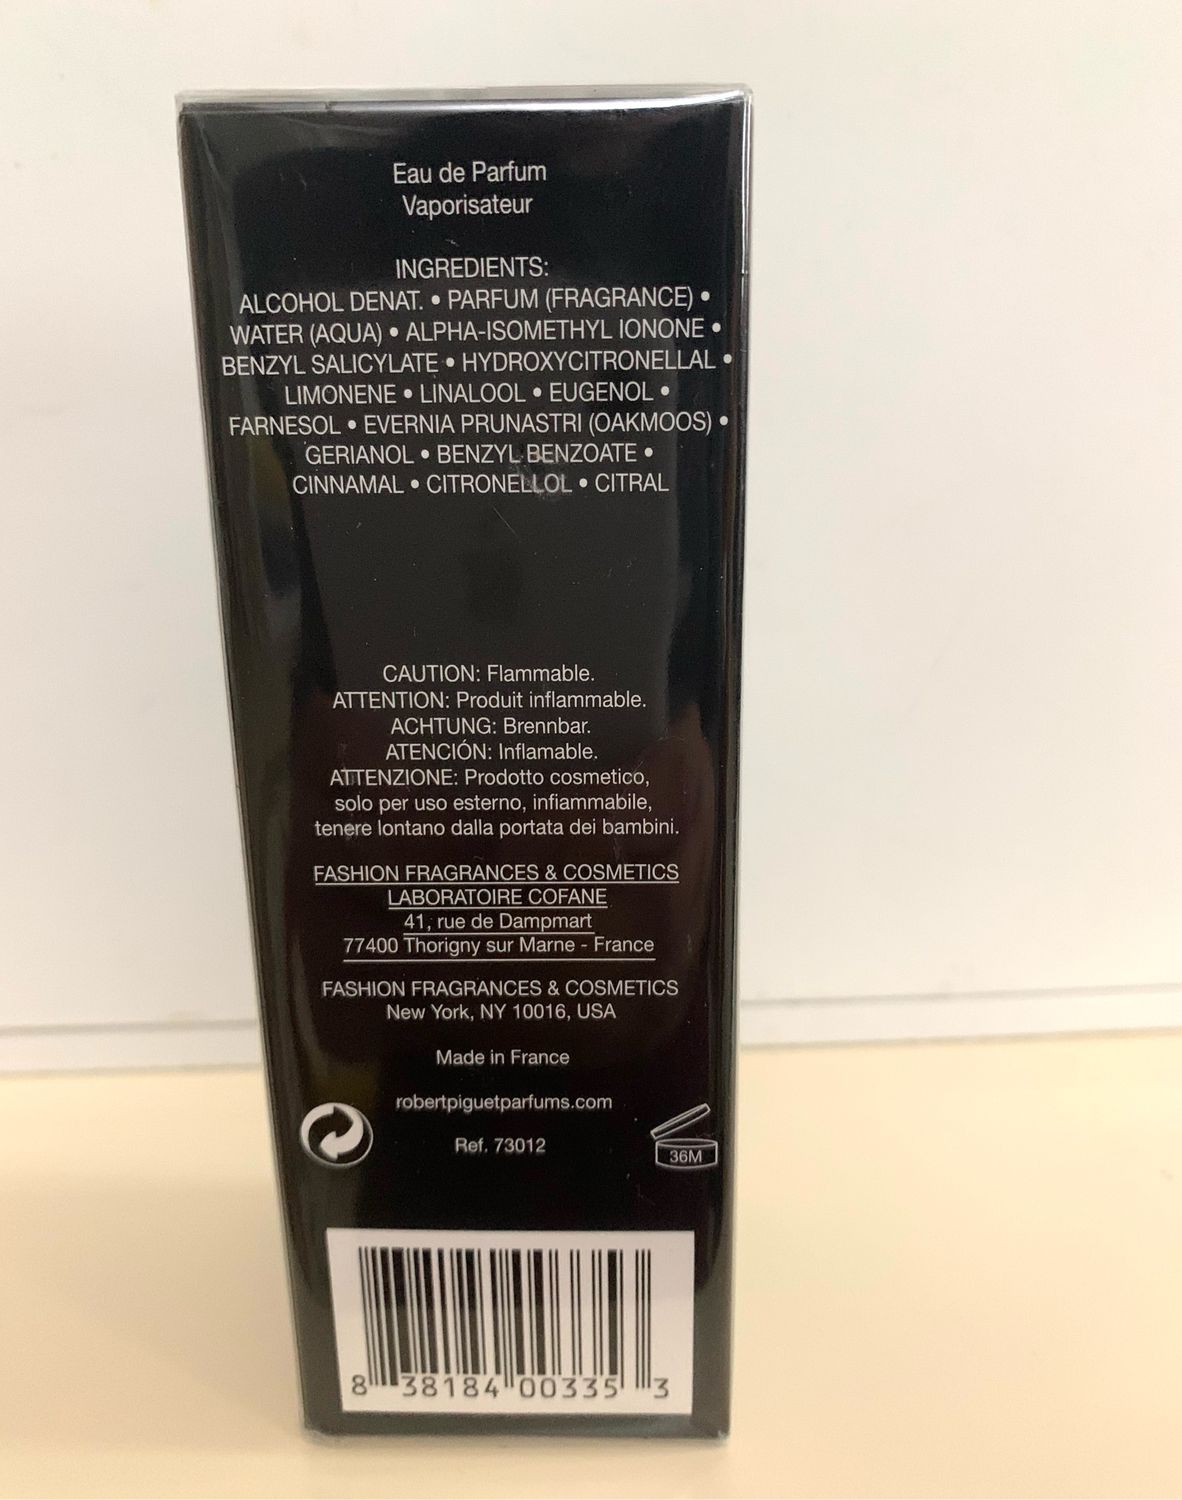 Eau de Parfum
Vaporisateur
INGREDIENTS:
ALCOHOL DENAT. • PARFUM (FRAGRANCE) •
WATER (AQUA) • ALPHA-ISOMETHYL IONONE •
BENZYL SALICYLATE • HYDROXYCITRONELLAL •
LIMONENE • LINALOOL • EUGENOL •
FARNESOL • EVERNIA PRUNASTRI (OAKMOOS) •
GERIANOL • BENZYL BENZOATE •
CINNAMAL • CITRONELLOL • CITRAL
CAUTION: Flammable.
ATTENTION: Produit inflammable.
ACHTUNG: Brennbar.
ATENCIÓN: Inflamable.
ATTENZIONE: Prodotto cosmetico,
solo per uso esterno, infiammabile,
tenere lontano dalla portata dei bambini.
FASHION FRAGRANCES & COSMETICS
LABORATOIRE COFANE
41, rue de Dampmart
77400 Thorigny sur Marne - France
FASHION FRAGRANCES & COSMETICS
New York, NY 10016, USA
Made in France
robertpiguetparfums.com
Ref. 73012
36M
8 38184 00335 3